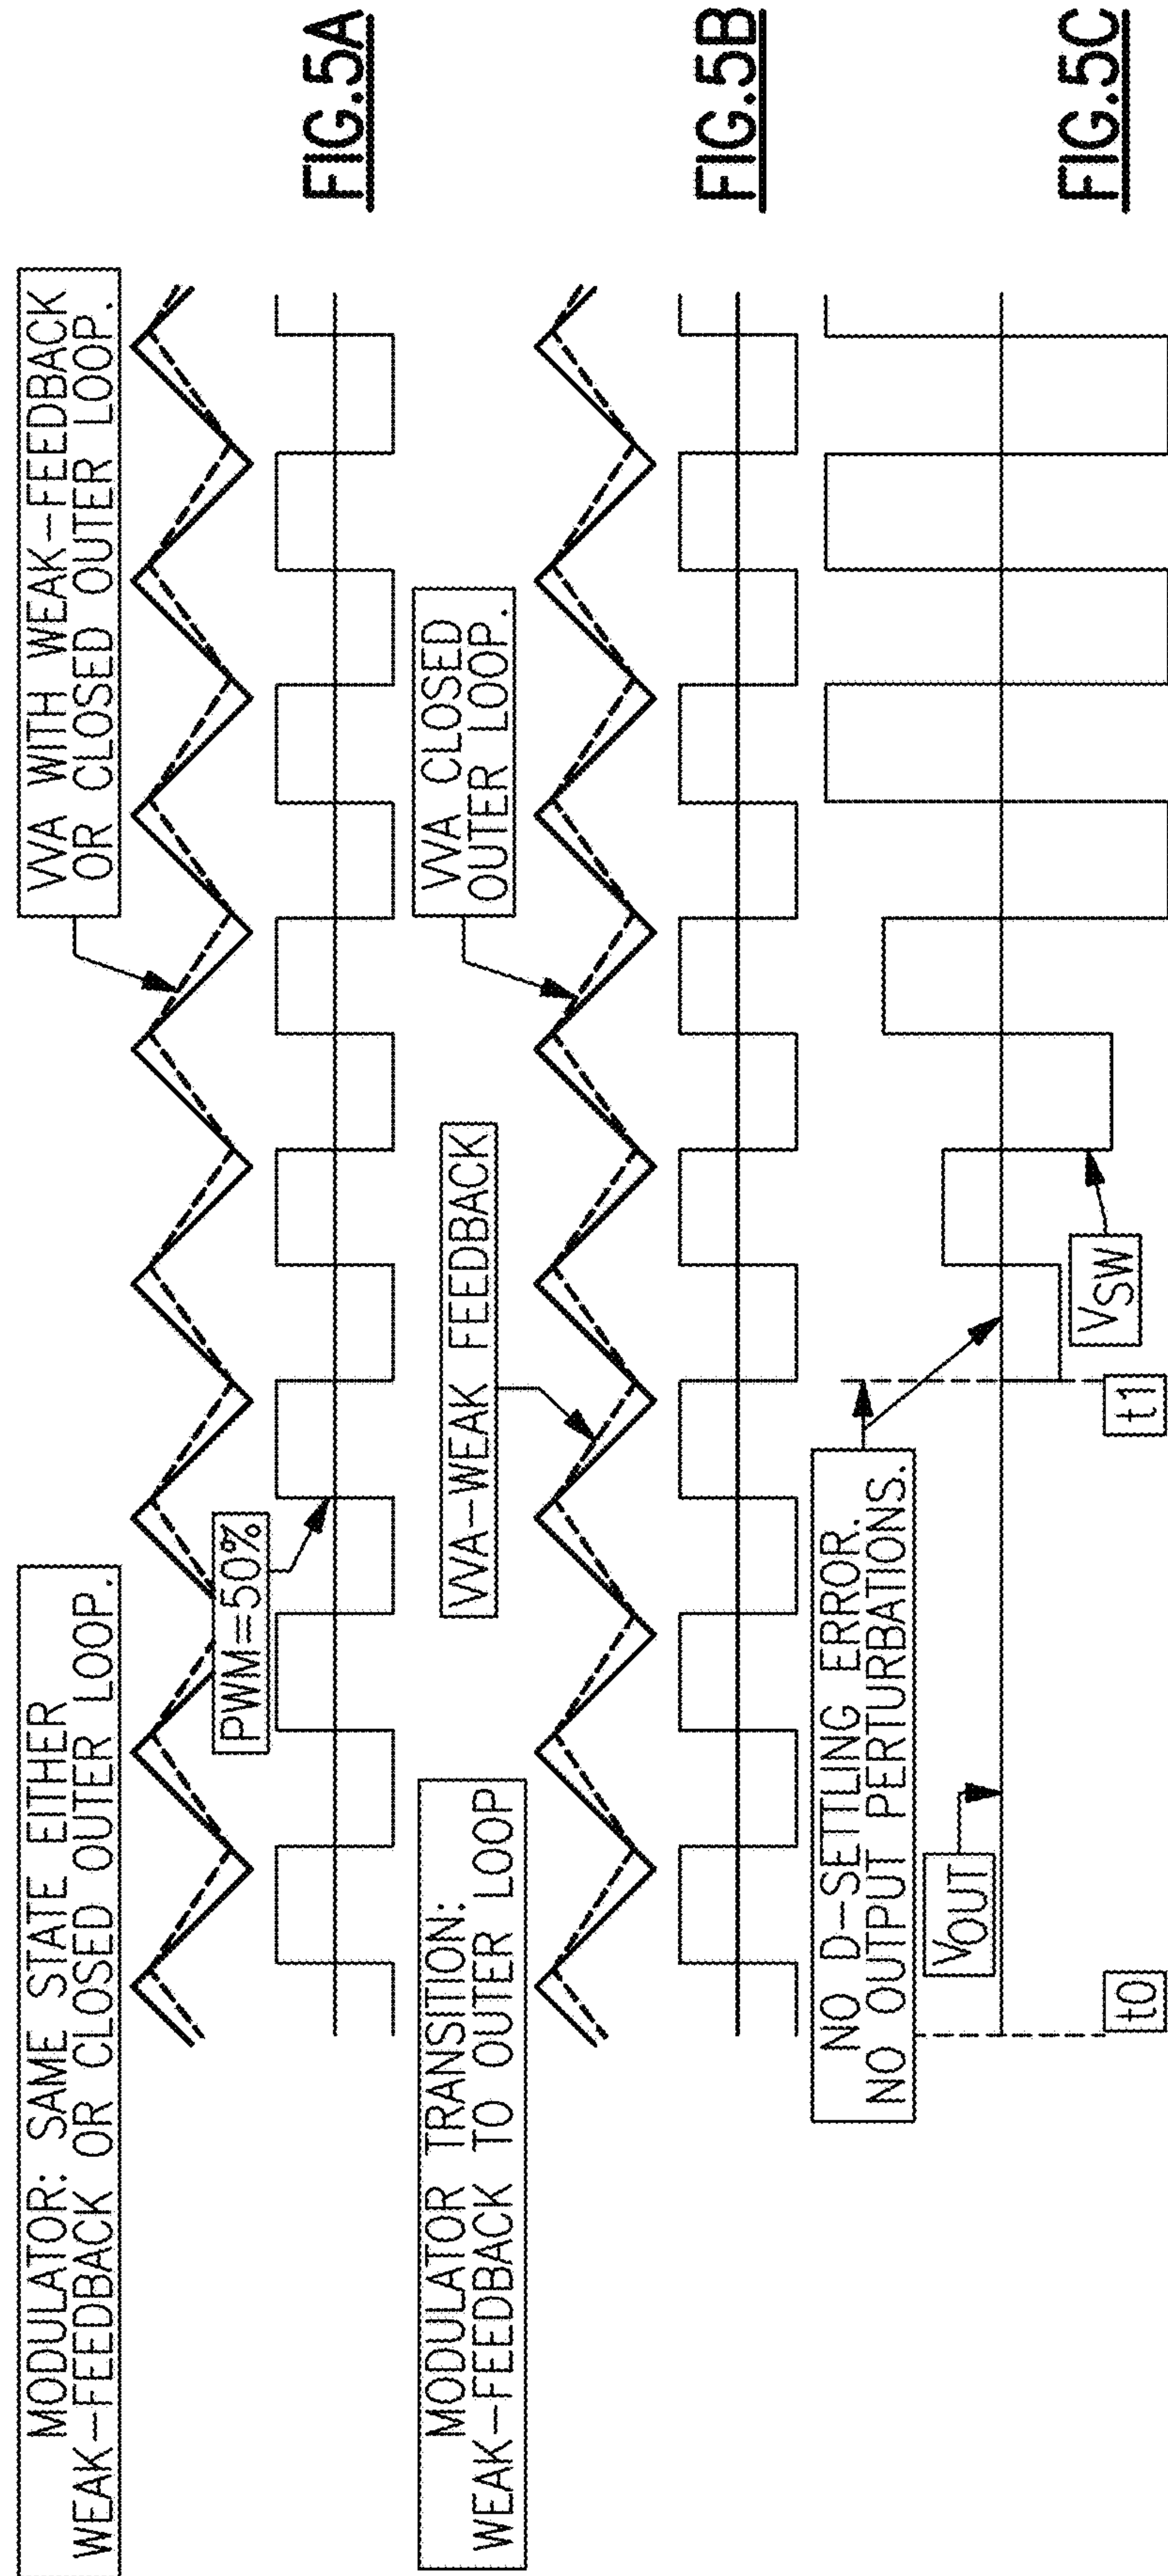 MODULATOR: SAME STATE EITHER
WEAK-FEEDBACK OR CLOSED OUTER LOOP.
VVA WITH WEAK-FEEDBACK
OR CLOSED OUTER LOOP.
PWM=50%
FIG.5A
MODULATOR TRANSITION:
WEAK-FEEDBACK TO OUTER LOOP
VVA-WEAK FEEDBACK
VVA CLOSED
OUTER LOOP.
FIG.5B
NO D-SETTLING ERROR.
NO OUTPUT PERTURBATIONS.
VOUT
VSW
t0
t1
FIG.5C